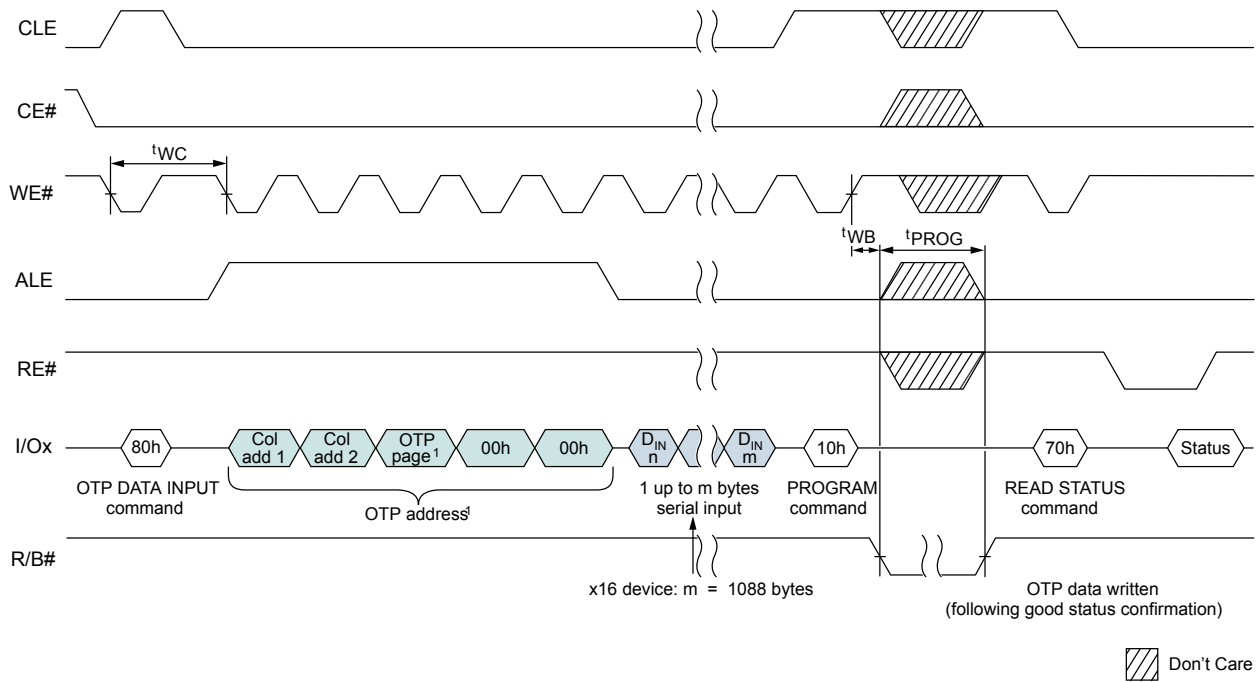 CLE
CE#
tWC
WE#
tWB
tPROG
ALE
RE#
I/Ox
80h
Col
add 1
Col
add 2
OTP
page1
00h
00h
DIN
n
DIN
m
10h
70h
Status
OTP DATA INPUT
command
OTP address1
1 up to m bytes
serial input
PROGRAM
command
READ STATUS
command
R/B#
x16 device: m = 1088 bytes
OTP data written
(following good status confirmation)
Don't Care